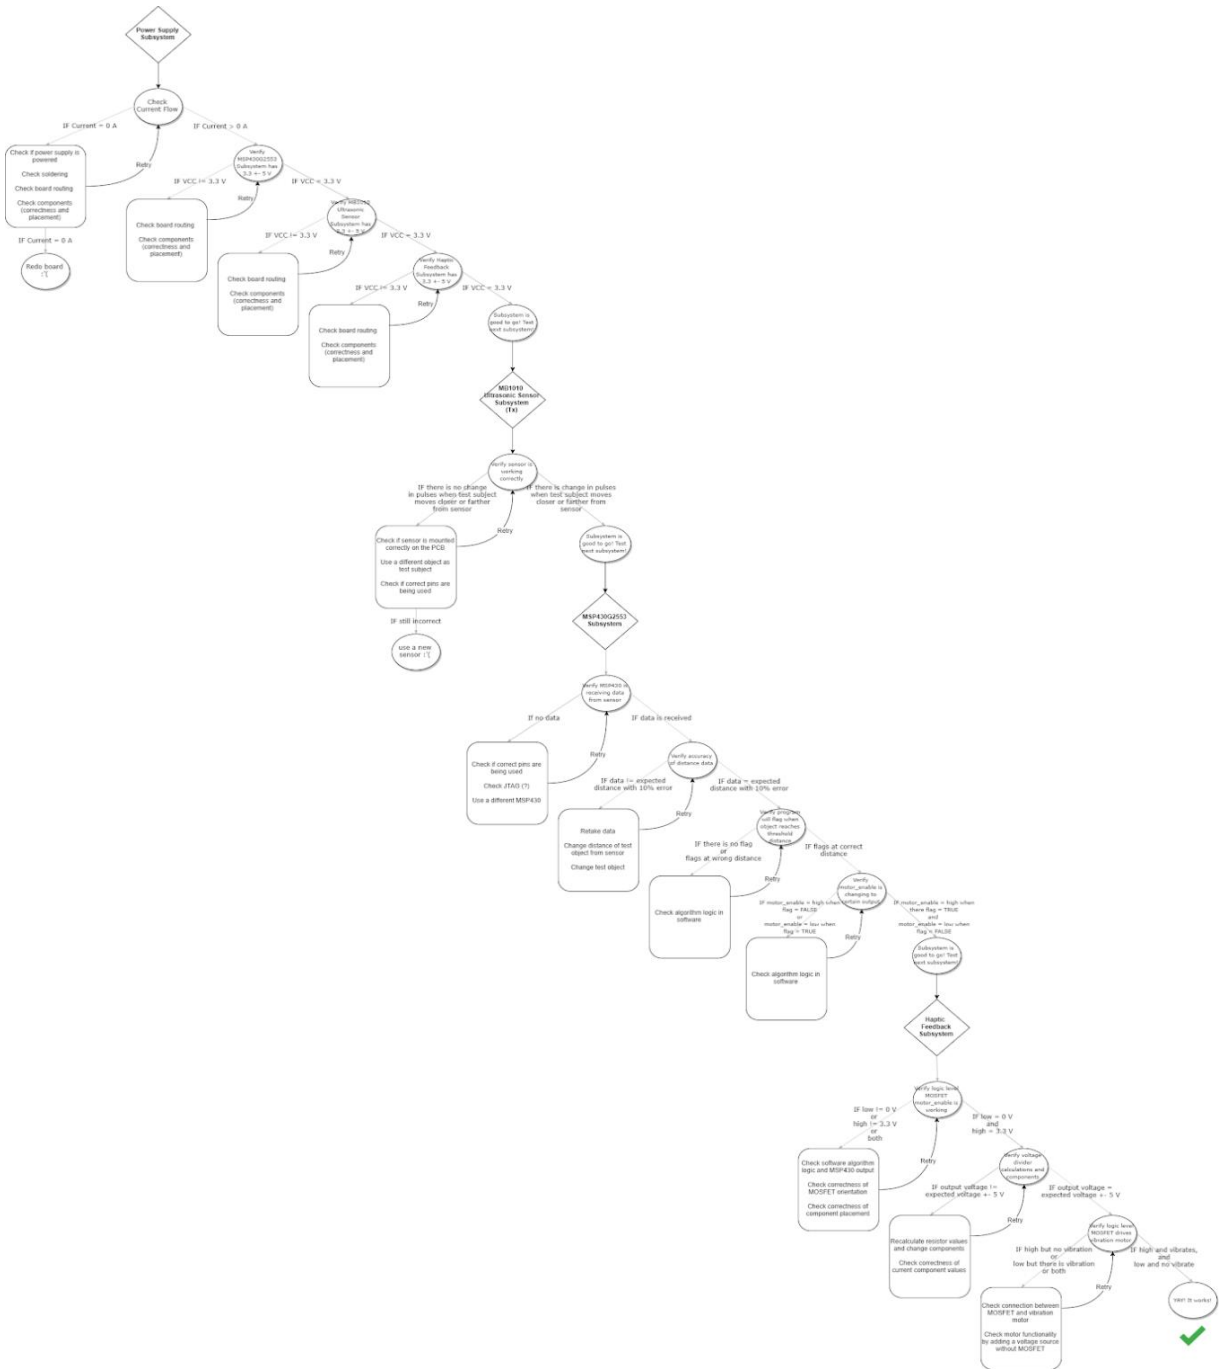 Power Supply
Subsystem
Check
Current Flow
IF Current = 0 A
IF Current > 0 A
Check if power supply is
powered
Check soldering
Check board routing
Check components
(correctness and
placement)
Retry
IF Current = 0 A
Redo board
:'(
Verify
MSP430G2553
Subsystem has
3.3 +- 5 V
IF VCC != 3.3 V
IF VCC = 3.3 V
Retry
Check board routing
Check components
(correctness and
placement)
Ultrasonic
Sensor
Subsystem has
3.3 +- 5 V
IF VCC != 3.3 V
IF VCC = 3.3 V
Retry
Check board routing
Check components
(correctness and
placement)
Verify Haptic
Feedback
Subsystem has
3.3 +- 5 V
IF VCC != 3.3 V
IF VCC = 3.3 V
Retry
Check board routing
Check components
(correctness and
placement)
Subsystem is
good to go! Test
next subsystem!
MB1010
Ultrasonic Sensor
Subsystem
(Tx)
Verify sensor is
working
correctly
IF there is no change
in pulses when test subject
moves closer or farther
from sensor
IF there is change in pulses
when test subject moves
closer or farther from
sensor
Retry
Check if sensor is mounted
correctly on the PCB
Use a different object as
test subject
Check if correct pins are
being used
IF still incorrect
use a new
sensor :'(
Subsystem is
good to go! Test
next subsystem!
MSP430G2553
Subsystem
Verify MSP430 is
receiving data
from sensor
If no data
IF data is received
Retry
Check if correct pins are
being used
Check JTAG (?)
Use a different MSP430
Verify accuracy
of distance data
IF data != expected
distance with 10% error
IF data = expected
distance with 10% error
Retry
Retake data
Change distance of test
object from sensor
Change test object
Verify program
will flag when
object reaches
threshold
distance
IF there is no flag
or
flags at wrong distance
IF flags at correct
distance
Retry
Check algorithm logic in
software
Verify
motor_enable is
changing to
certain output
IF motor_enable = high when
flag = FALSE
or
motor_enable = low when
flag = TRUE
IF motor_enable = high when
there flag = TRUE
and
motor_enable = low when
flag = FALSE
Retry
Check algorithm logic in
software
Subsystem is
good to go! Test
next subsystem!
Haptic
Feedback
Subsystem
Verify logic level
MOSFET
motor_enable is
working
IF low != 0 V
or
high != 3.3 V
or
both
IF low = 0 V
and
high = 3.3 V
Retry
Check software algorithm
logic and MSP430 output
Check correctness of
MOSFET orientation
Check correctness of
component placement
Verify voltage
divider
calculations and
components
IF output voltage !=
expected voltage +- 5 V
IF output voltage =
expected voltage +- 5 V
Retry
Recalculate resistor values
and change components
Check correctness of
current component values
Verify logic level
MOSFET drives
vibration motor
IF high but no vibration
or
low but there is vibration
or both
IF high and vibrates,
and
low and no vibrate
Retry
Check connection between
MOSFET and vibration
motor
Check motor functionality
by adding a voltage source
without MOSFET
YAY! It works!